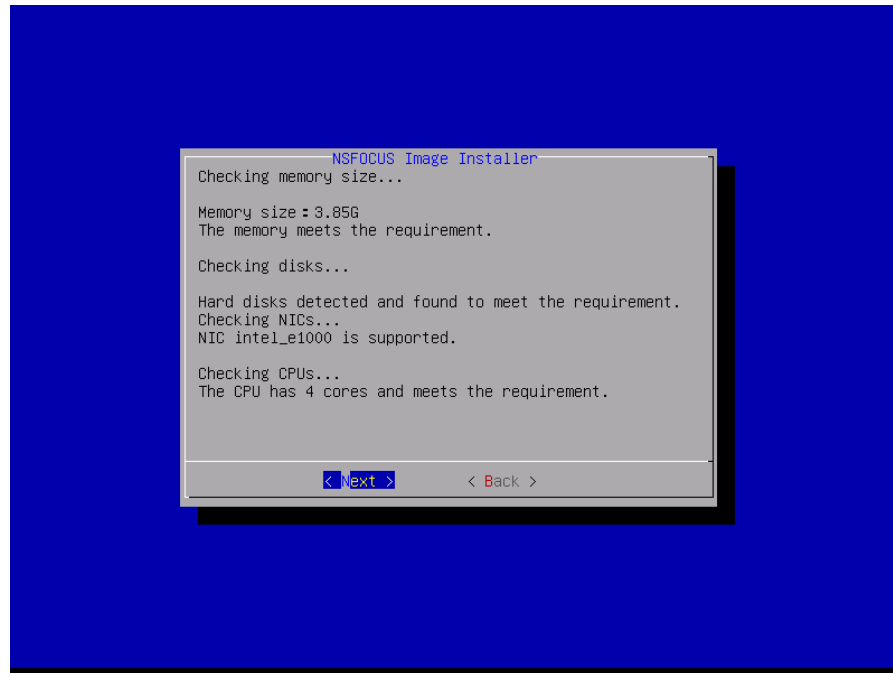 NSFOCUS Image Installer
Checking memory size...
Memory size:3.85G
The memory meets the requirement.
Checking disks...
Hard disks detected and found to meet the requirement.
Checking NICs...
NIC intel_e1000 is supported.
Checking CPUs...
The CPU has 4 cores and meets the requirement.
< Next > < Back >